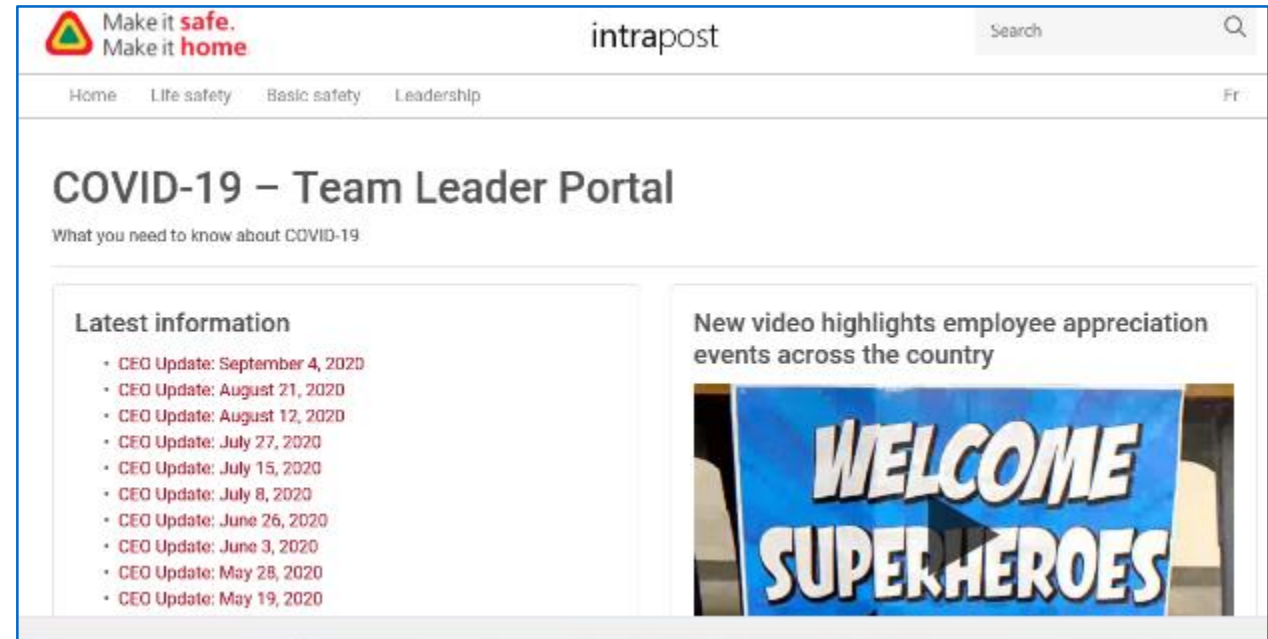 Make it safe.
Make it home
intrapost
Search
Home Life safety Basic safety Leadership Fr
COVID-19 – Team Leader Portal
What you need to know about COVID-19
Latest information
• CEO Update: September 4, 2020
• CEO Update: August 21, 2020
• CEO Update: August 12, 2020
• CEO Update: July 27, 2020
• CEO Update: July 15, 2020
• CEO Update: July 8, 2020
• CEO Update: June 26, 2020
• CEO Update: June 3, 2020
• CEO Update: May 28, 2020
• CEO Update: May 19, 2020
New video highlights employee appreciation
events across the country
WELCOME
SUPERHEROES